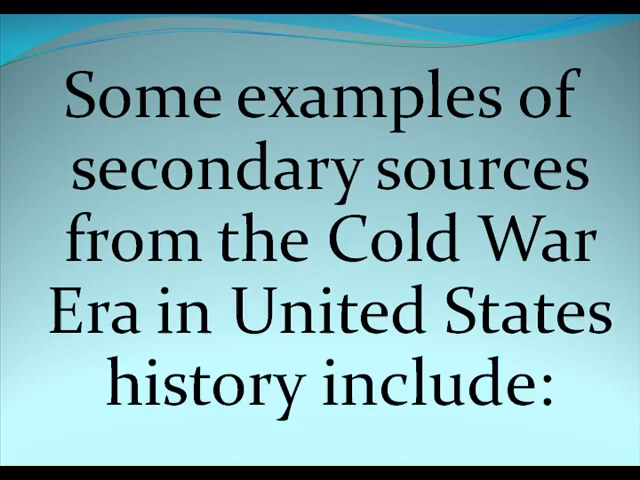 Some examples of
secondary sources
from the Cold War
Era in United States
history include: